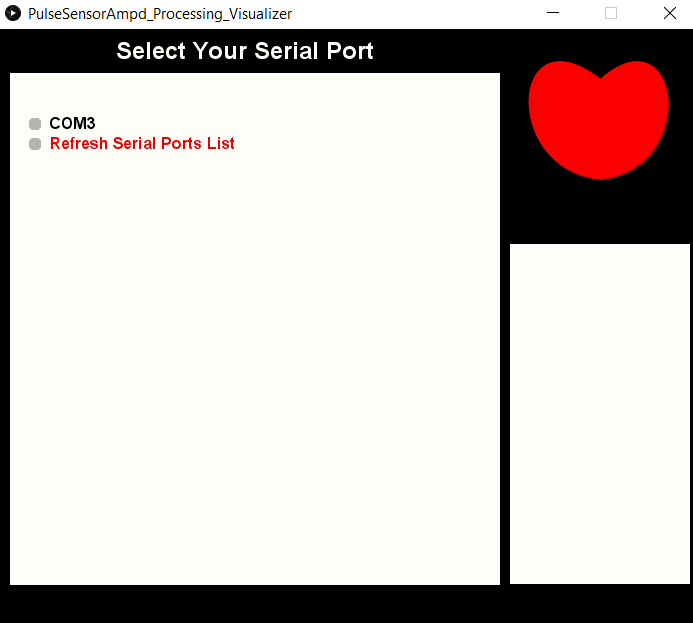 PulseSensorAmpd_Processing_Visualizer
Select Your Serial Port
COM3
Refresh Serial Ports List